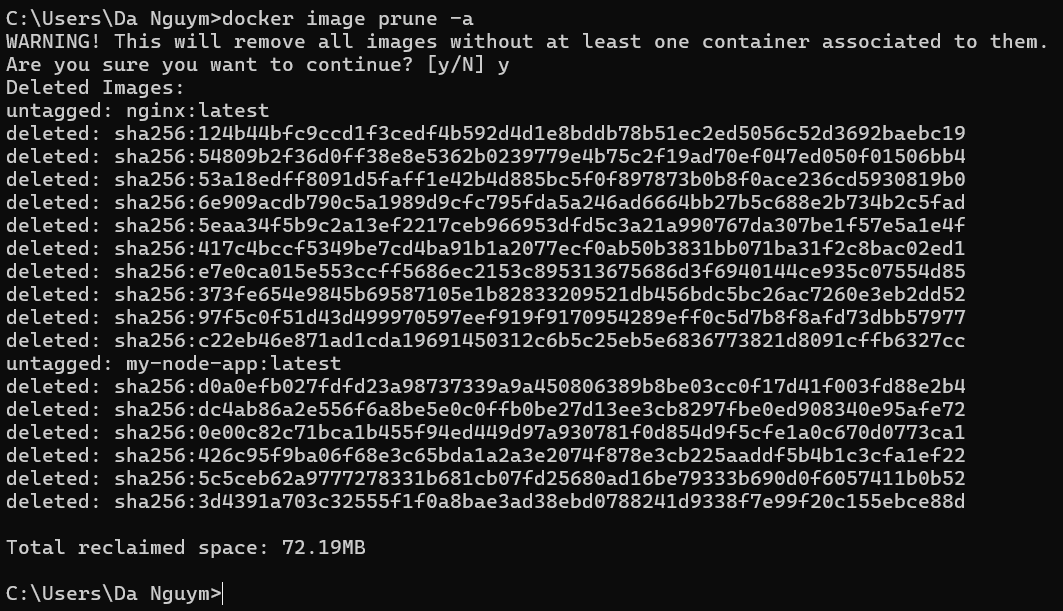 C:\Users\Da Nguym>docker image prune -a
WARNING! This will remove all images without at least one container associated to them.
Are you sure you want to continue? [y/N] y
Deleted Images:
untagged: nginx:latest
deleted: sha256:124b44bfc9ccd1f3cedf4b592d4d1e8bddb78b51ec2ed5056c52d3692baebc19
deleted: sha256:54809b2f36d0ff38e8e5362b0239779e4b75c2f19ad70ef047ed050f01506bb4
deleted: sha256:53a18edff8091d5faff1e42b4d885bc5f0f897873b0b8f0ace236cd5930819b0
deleted: sha256:6e909acdb790c5a1989d9cfc795fda5a246ad6664bb27b5c688e2b734b2c5fad
deleted: sha256:5eaa34f5b9c2a13ef2217ceb966953dfd5c3a21a990767da307be1f57e5a1e4f
deleted: sha256:417c4bccf5349be7cd4ba91b1a2077ecf0ab50b3831bb071ba31f2c8bac02ed1
deleted: sha256:e7e0ca015e553ccff5686ec2153c895313675686d3f6940144ce935c07554d85
deleted: sha256:373fe654e9845b69587105e1b82833209521db456bdc5bc26ac7260e3eb2dd52
deleted: sha256:97f5c0f51d43d499970597eef919f9170954289eff0c5d7b8f8afd73dbb57977
deleted: sha256:c22eb46e871ad1cda19691450312c6b5c25eb5e6836773821d8091cffb6327cc
untagged: my-node-app:latest
deleted: sha256:d0a0efb027fdfd23a98737339a9a450806389b8be03cc0f17d41f003fd88e2b4
deleted: sha256:dc4ab86a2e556f6a8be5e0c0ffb0be27d13ee3cb8297fbe0ed908340e95afe72
deleted: sha256:0e00c82c71bca1b455f94ed449d97a930781f0d854d9f5cfe1a0c670d0773ca1
deleted: sha256:426c95f9ba06f68e3c65bda1a2a3e2074f878e3cb225aaddf5b4b1c3cfa1ef22
deleted: sha256:5c5ceb62a9777278331b681cb07fd25680ad16be79333b690d0f6057411b0b52
deleted: sha256:3d4391a703c32555f1f0a8bae3ad38ebd0788241d9338f7e99f20c155ebce88d
Total reclaimed space: 72.19MB
C:\Users\Da Nguym>